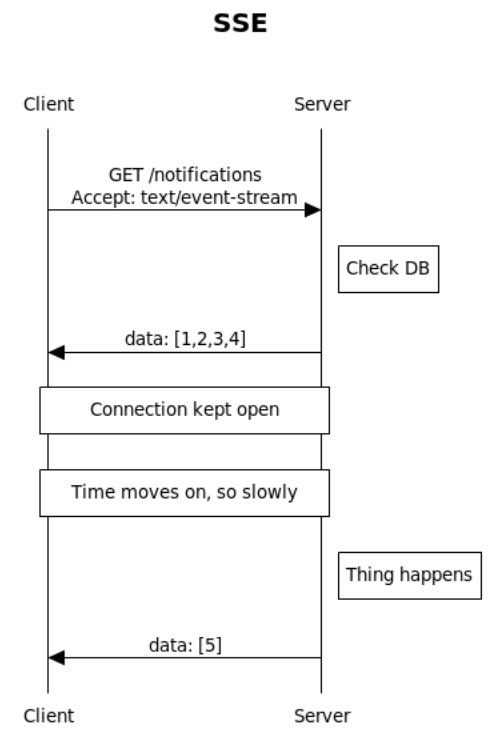 SSE
Client Server
GET /notifications
Accept: text/event-stream
Check DB
data: [1,2,3,4]
Connection kept open
Time moves on, so slowly
Thing happens
data: [5]
Client Server